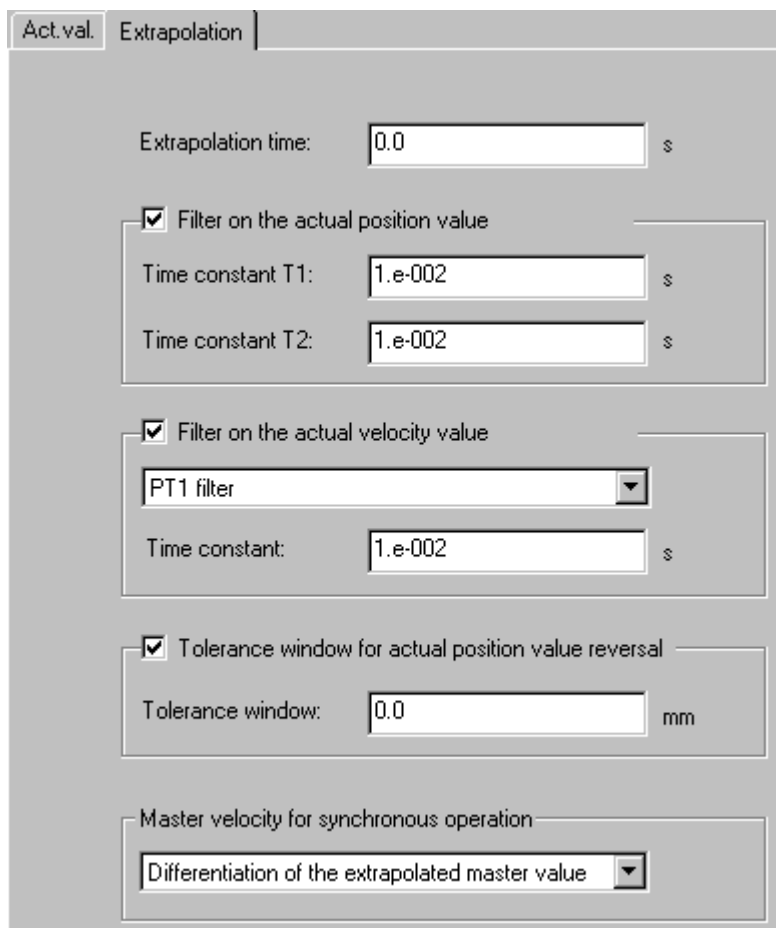 Act.val. Extrapolation
Extrapolation time: 0.0 s
Filter on the actual position value
Time constant T1: 1.e-002 s
Time constant T2: 1.e-002 s
Filter on the actual velocity value
PT1 filter
Time constant: 1.e-002 s
Tolerance window for actual position value reversal
Tolerance window: 0.0 mm
Master velocity for synchronous operation
Differentiation of the extrapolated master value